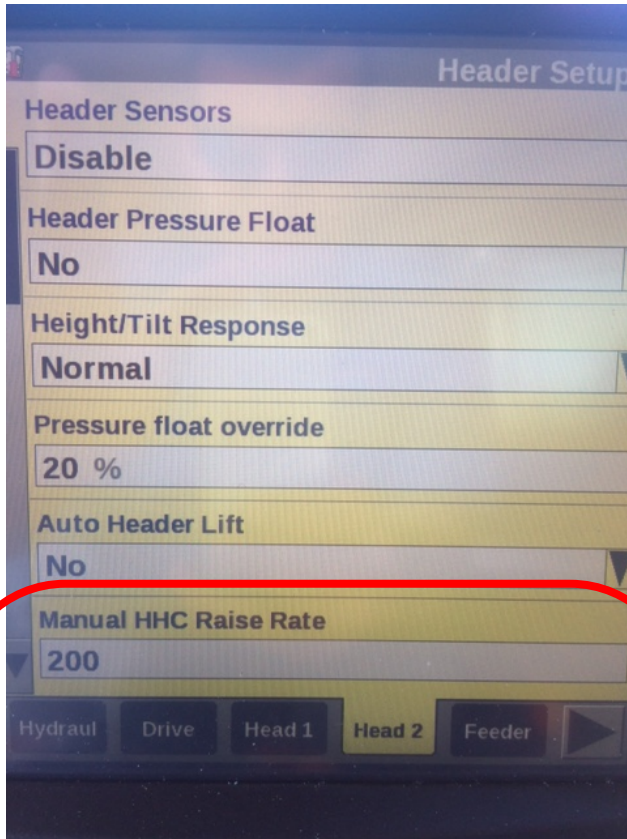 Header Setup
Header Sensors
Disable
Header Pressure Float
No
Height/Tilt Response
Normal
Pressure float override
20 %
Auto Header Lift
No
Manual HHC Raise Rate
200
Hydraul Drive Head 1 Head 2 Feeder